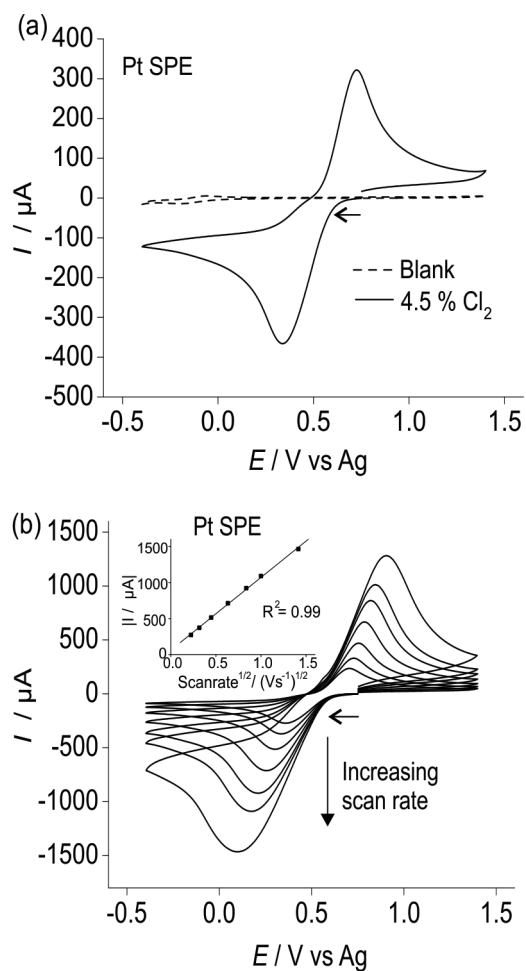 (a)
Pt SPE
400
300
200
100
0
-100
-200
-300
-400
-500
I / µA
Blank
4.5 % Cl₂
-0.5 0.0 0.5 1.0 1.5
E / V vs Ag
(b)
Pt SPE
1500
1000
500
0
-500
-1000
-1500
I / µA
|I / µA|
1500
1000
500
0
R²= 0.99
0.0 0.5 1.0 1.5
Scanrate¹/²/ (Vs⁻¹)¹/²
Increasing
scan rate
-0.5 0.0 0.5 1.0 1.5
E / V vs Ag